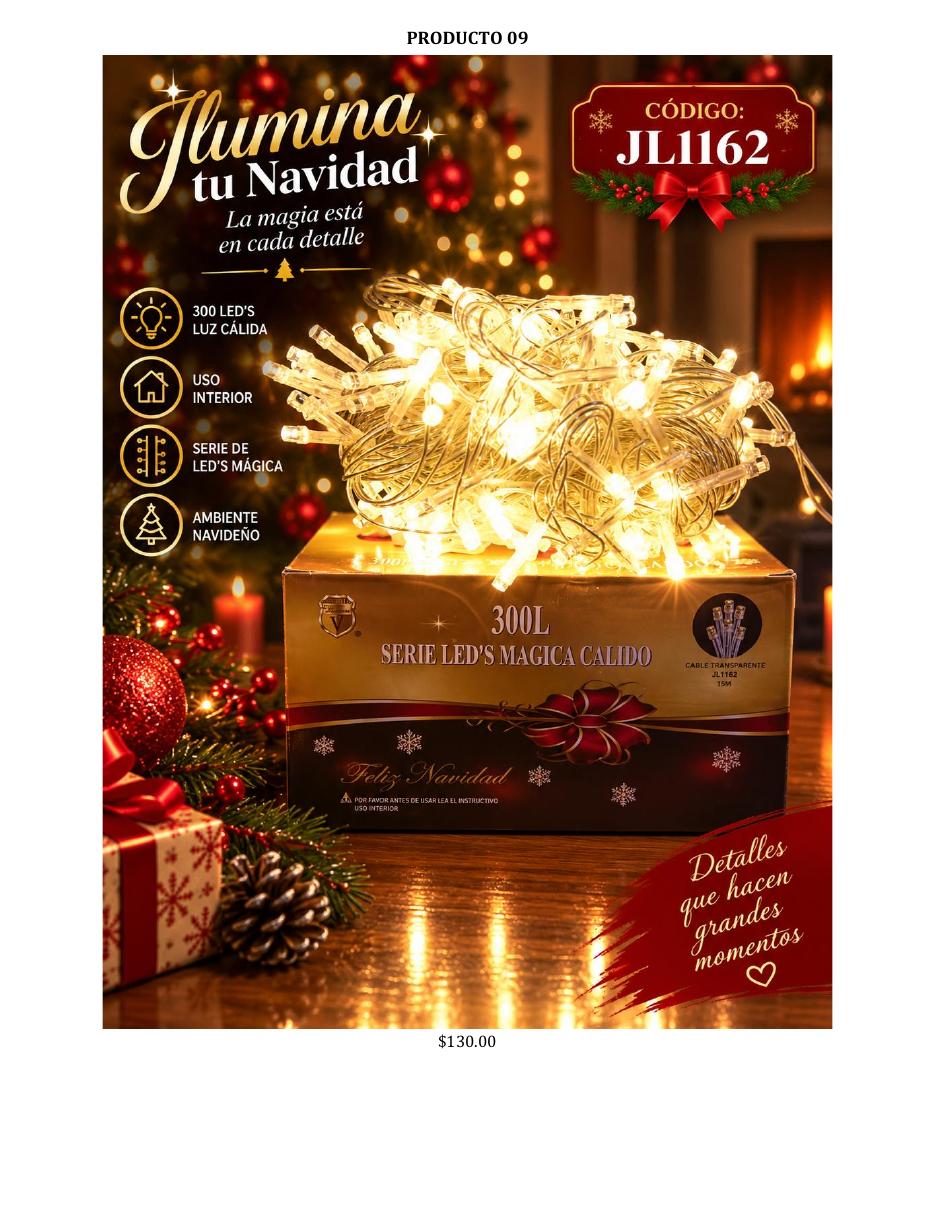 PRODUCTO 09
Ilumina
tu Navidad
La magia está
en cada detalle
CÓDIGO:
JL1162
300 LED'S
LUZ CÁLIDA
USO
INTERIOR
SERIE DE
LED'S MÁGICA
AMBIENTE
NAVIDEÑO
300L
SERIE LED'S MAGICA CALIDO
CABLE TRANSPARENTE
JL1162
15M
Feliz Navidad
POR FAVOR ANTES DE USAR LEA EL INSTRUCTIVO
USO INTERIOR
Detalles
que hacen
grandes
momentos
$130.00